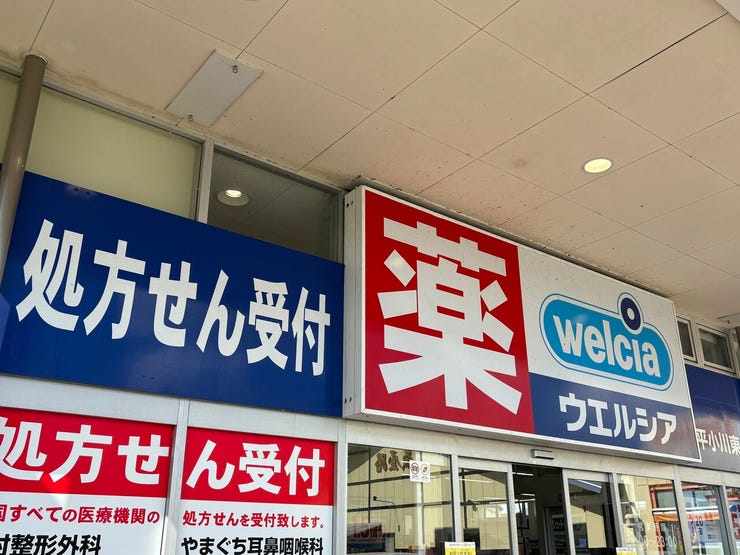 処方せん受付
薬
welcia
ウエルシア
平小川東
処方せん受付
国すべての医療機関の
処方せんを受付致します。
付整形外科
やまぐち耳鼻咽喉科